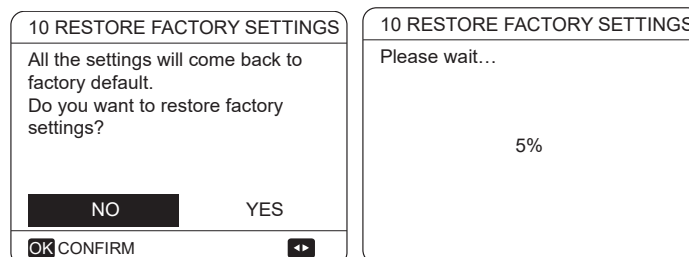 10 RESTORE FACTORY SETTINGS
All the settings will come back to
factory default.
Do you want to restore factory
settings?
NO YES
OK CONFIRM
10 RESTORE FACTORY SETTINGS
Please wait…
5%